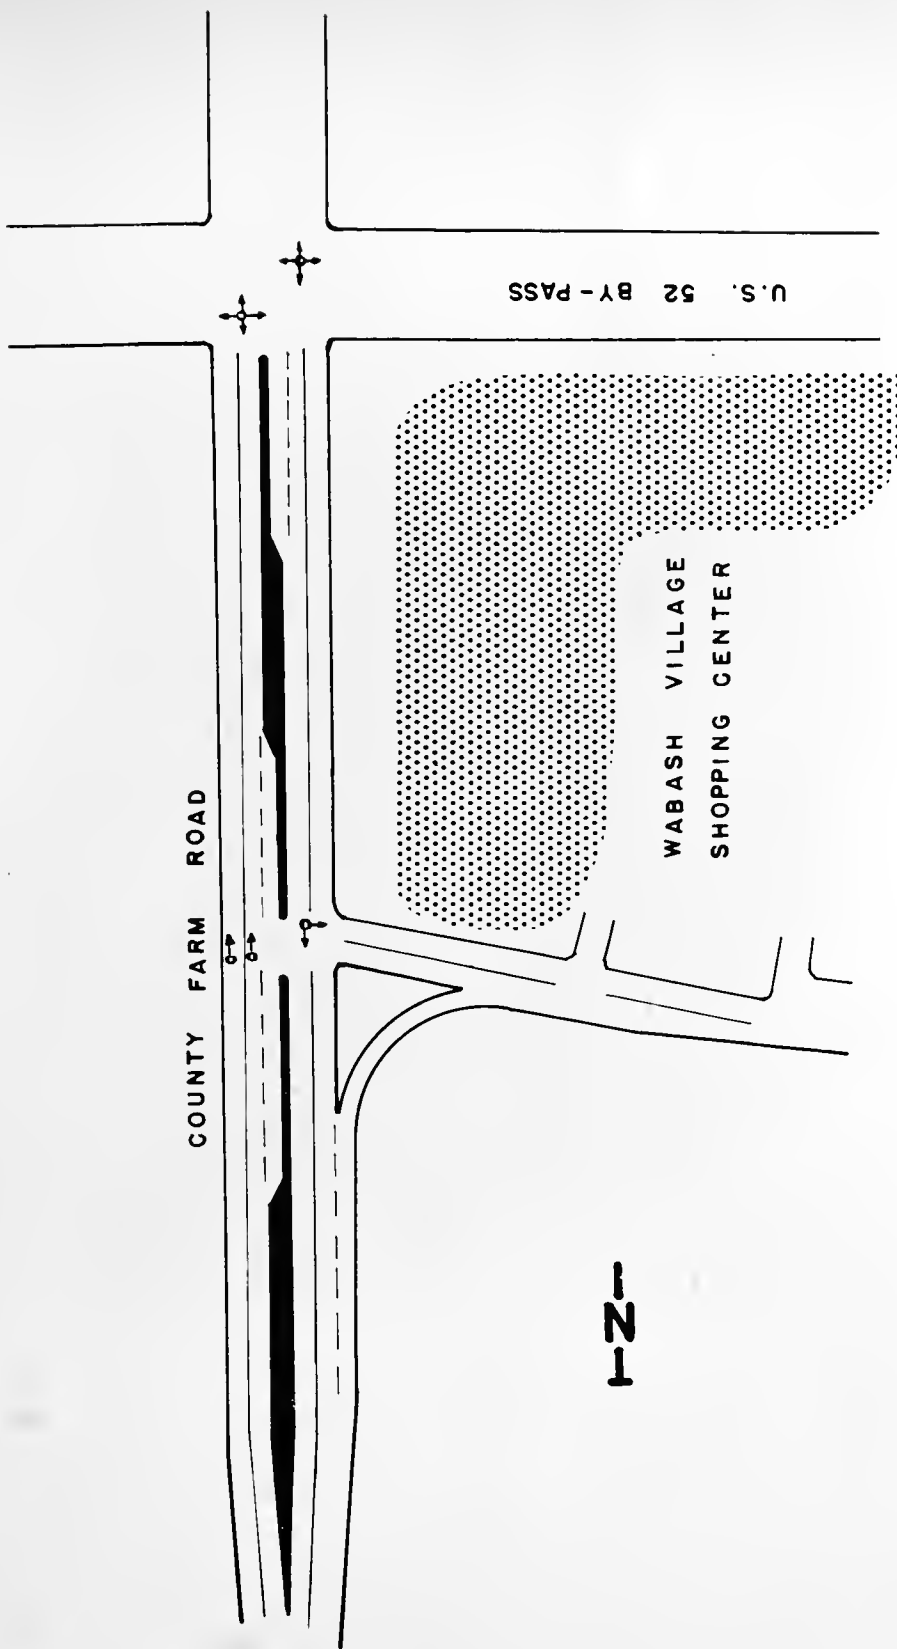 COUNTY FARM ROAD
U.S. 52 BY-PASS
WABASH VILLAGE
SHOPPING CENTER
N